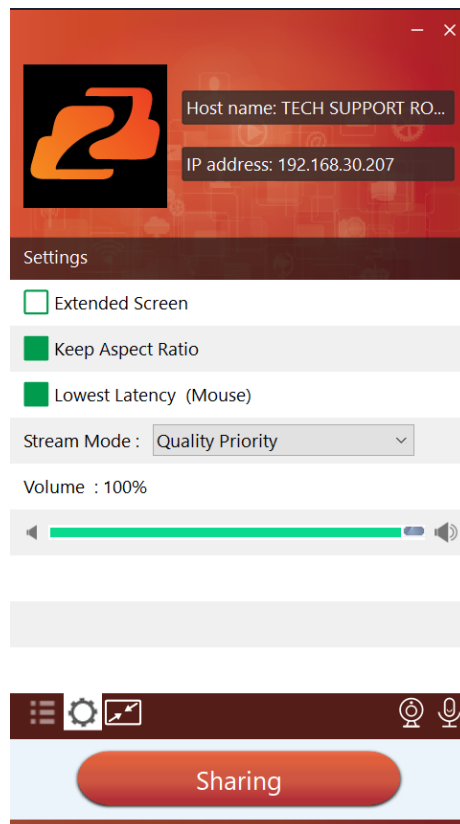 Host name: TECH SUPPORT RO...
IP address: 192.168.30.207
Settings
Extended Screen
Keep Aspect Ratio
Lowest Latency (Mouse)
Stream Mode : Quality Priority
Volume : 100%
Sharing